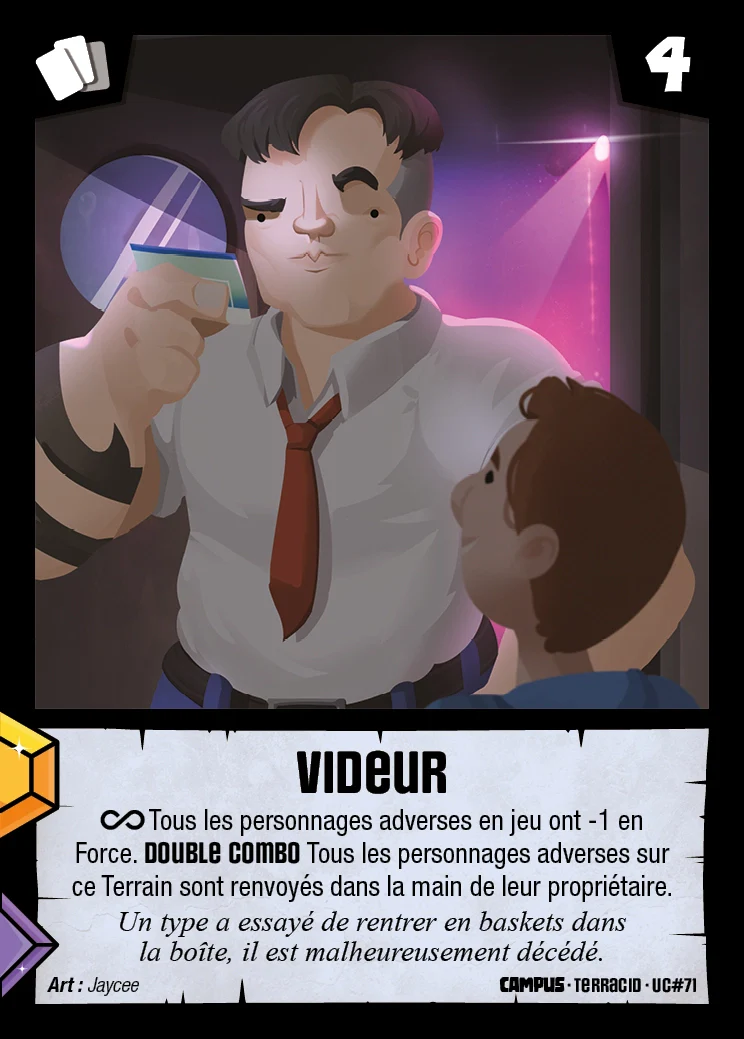 4
VIDEUR
∞ Tous les personnages adverses en jeu ont -1 en
Force. DOUBLE COMBO Tous les personnages adverses sur
ce Terrain sont renvoyés dans la main de leur propriétaire.
Un type a essayé de rentrer en baskets dans
la boîte, il est malheureusement décédé.
Art : Jaycee
CAMPUS · TERRACID · UC#71